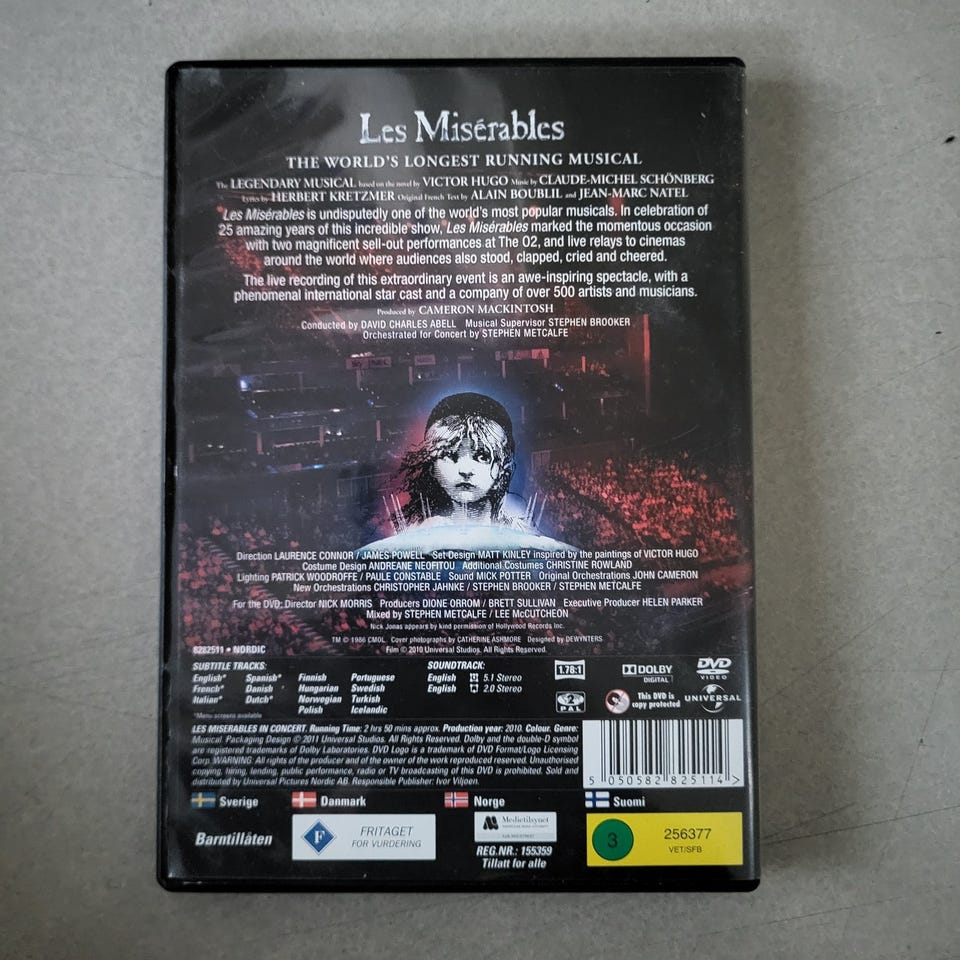 Les Misérables
THE WORLD'S LONGEST RUNNING MUSICAL
The LEGENDARY MUSICAL based on the novel by VICTOR HUGO Music by CLAUDE-MICHEL SCHÖNBERG
Lyrics by HERBERT KRETZMER Original French Text by ALAIN BOUBLIL and JEAN-MARC NATEL
Les Misérables is undisputedly one of the world's most popular musicals. In celebration of
25 amazing years of this incredible show, Les Misérables marked the momentous occasion
with two magnificent sell-out performances at The O2, and live relays to cinemas
around the world where audiences also stood, clapped, cried and cheered.
The live recording of this extraordinary event is an awe-inspiring spectacle, with a
phenomenal international star cast and a company of over 500 artists and musicians.
Produced by CAMERON MACKINTOSH
Conducted by DAVID CHARLES ABELL Musical Supervisor STEPHEN BROOKER
Orchestrated for Concert by STEPHEN METCALFE
Direction LAURENCE CONNOR / JAMES POWELL Set Design MATT KINLEY inspired by the paintings of VICTOR HUGO
Costume Design ANDREANE NEOFITOU Additional Costumes CHRISTINE ROWLAND
Lighting PATRICK WOODROFFE / PAULE CONSTABLE Sound MICK POTTER Original Orchestrations JOHN CAMERON
New Orchestrations CHRISTOPHER JAHNKE / STEPHEN BROOKER / STEPHEN METCALFE
For the DVD: Director NICK MORRIS Producers DIONE ORROM / BRETT SULLIVAN Executive Producer HELEN PARKER
Mixed by STEPHEN METCALFE / LEE McCUTCHEON
Nick Jonas appears by kind permission of Hollywood Records Inc.
TM © 1986 CMOL. Cover photographs by CATHERINE ASHMORE Designed by DEWYNTERS
Film © 2010 Universal Studios. All Rights Reserved.
8282511 • NORDIC
SUBTITLE TRACKS:
English* Spanish* Finnish Portuguese
French* Danish Hungarian Swedish
Italian* Dutch* Norwegian Turkish
Polish Icelandic
*Menu screens available
SOUNDTRACK:
English 5.1 Stereo
English 2.0 Stereo
1.78:1
2
PAL
DOLBY
DIGITAL
This DVD is
copy protected
DVD
VIDEO
UNIVERSAL
LES MISERABLES IN CONCERT. Running Time: 2 hrs 50 mins approx. Production year: 2010. Colour. Genre:
Musical. Packaging Design © 2011 Universal Studios. All Rights Reserved. Dolby and the double-D symbol
are registered trademarks of Dolby Laboratories. DVD Logo is a trademark of DVD Format/Logo Licensing
Corp. WARNING: All rights of the producer and of the owner of the work reproduced reserved. Unauthorised
copying, hiring, lending, public performance, radio or TV broadcasting of this DVD is prohibited. Sold and
distributed by Universal Pictures Nordic AB. Responsible Publisher: Ivor Viljoen.
5 050582 825114 >
Sverige Danmark Norge Suomi
Barntillåten
F
FRITAGET
FOR VURDERING
Medietilsynet
REG.NR.: 155359
Tillatt for alle
3
256377
VET/SFB